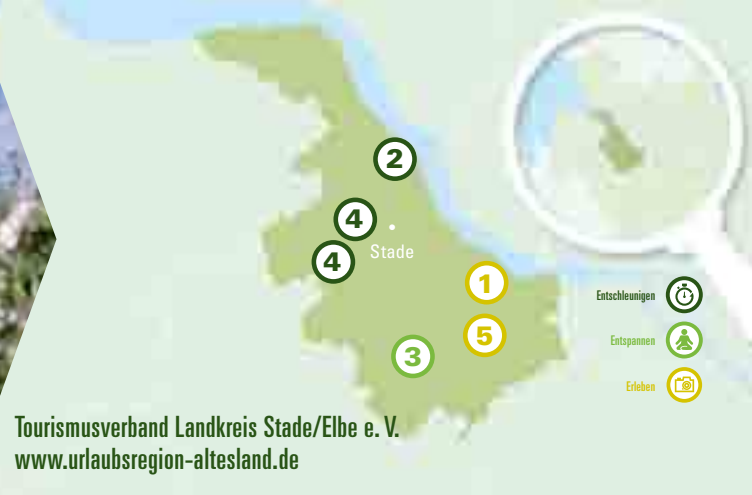 2
4
Stade
4
1
5
3
Entschleunigen
Entspannen
Erleben
Tourismusverband Landkreis Stade/Elbe e. V.
www.urlaubsregion-altesland.de